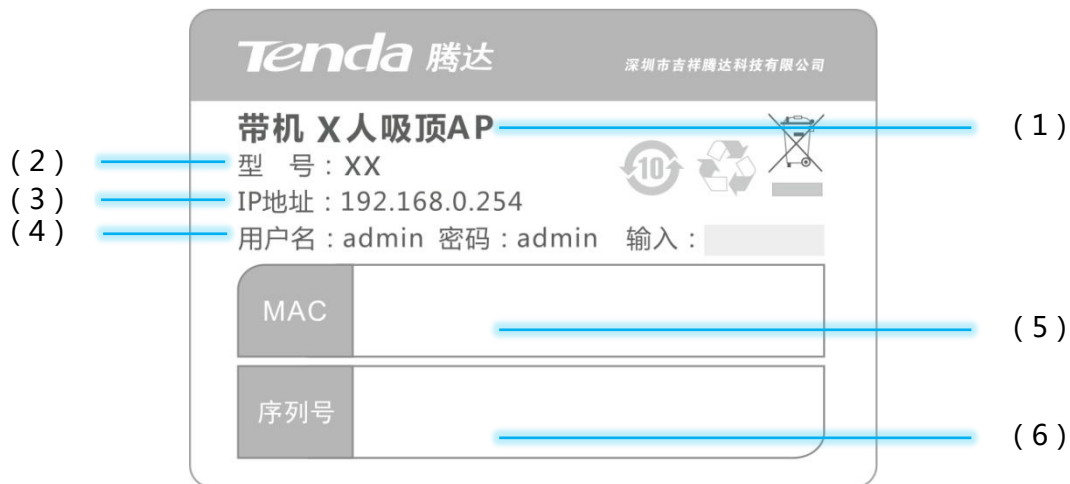 Tenda 腾达
深圳市吉祥腾达科技有限公司
带机 X人吸顶AP
(1)
(2)
型 号：XX
10
(3)
IP地址：192.168.0.254
(4)
用户名：admin 密码：admin 输入：
MAC
(5)
序列号
(6)